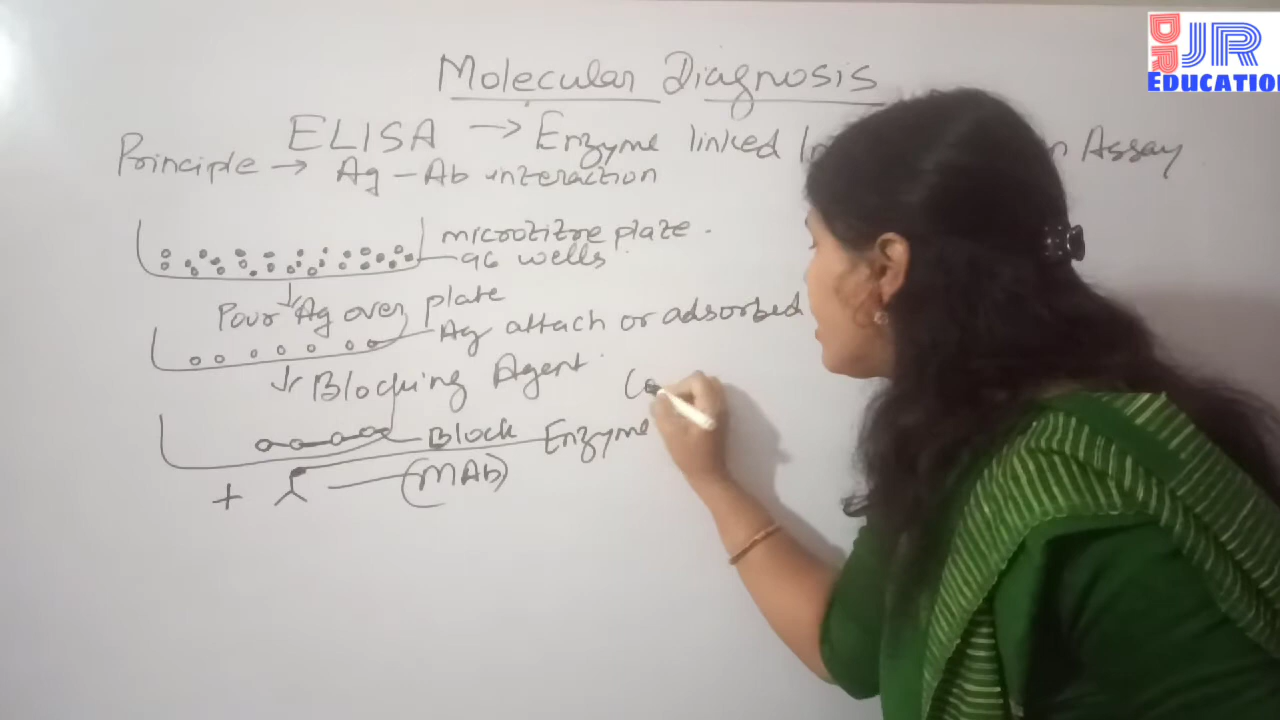 Molecular Diagnosis
ELISA → Enzyme linked Assay
Principle → Ag - Ab interaction
microtitre plate.
96 wells
Pour Ag over plate
Ag attach or adsorbed
Blocking Agent
Block Enzyme
+ (MAb)
JR
EDUCATION